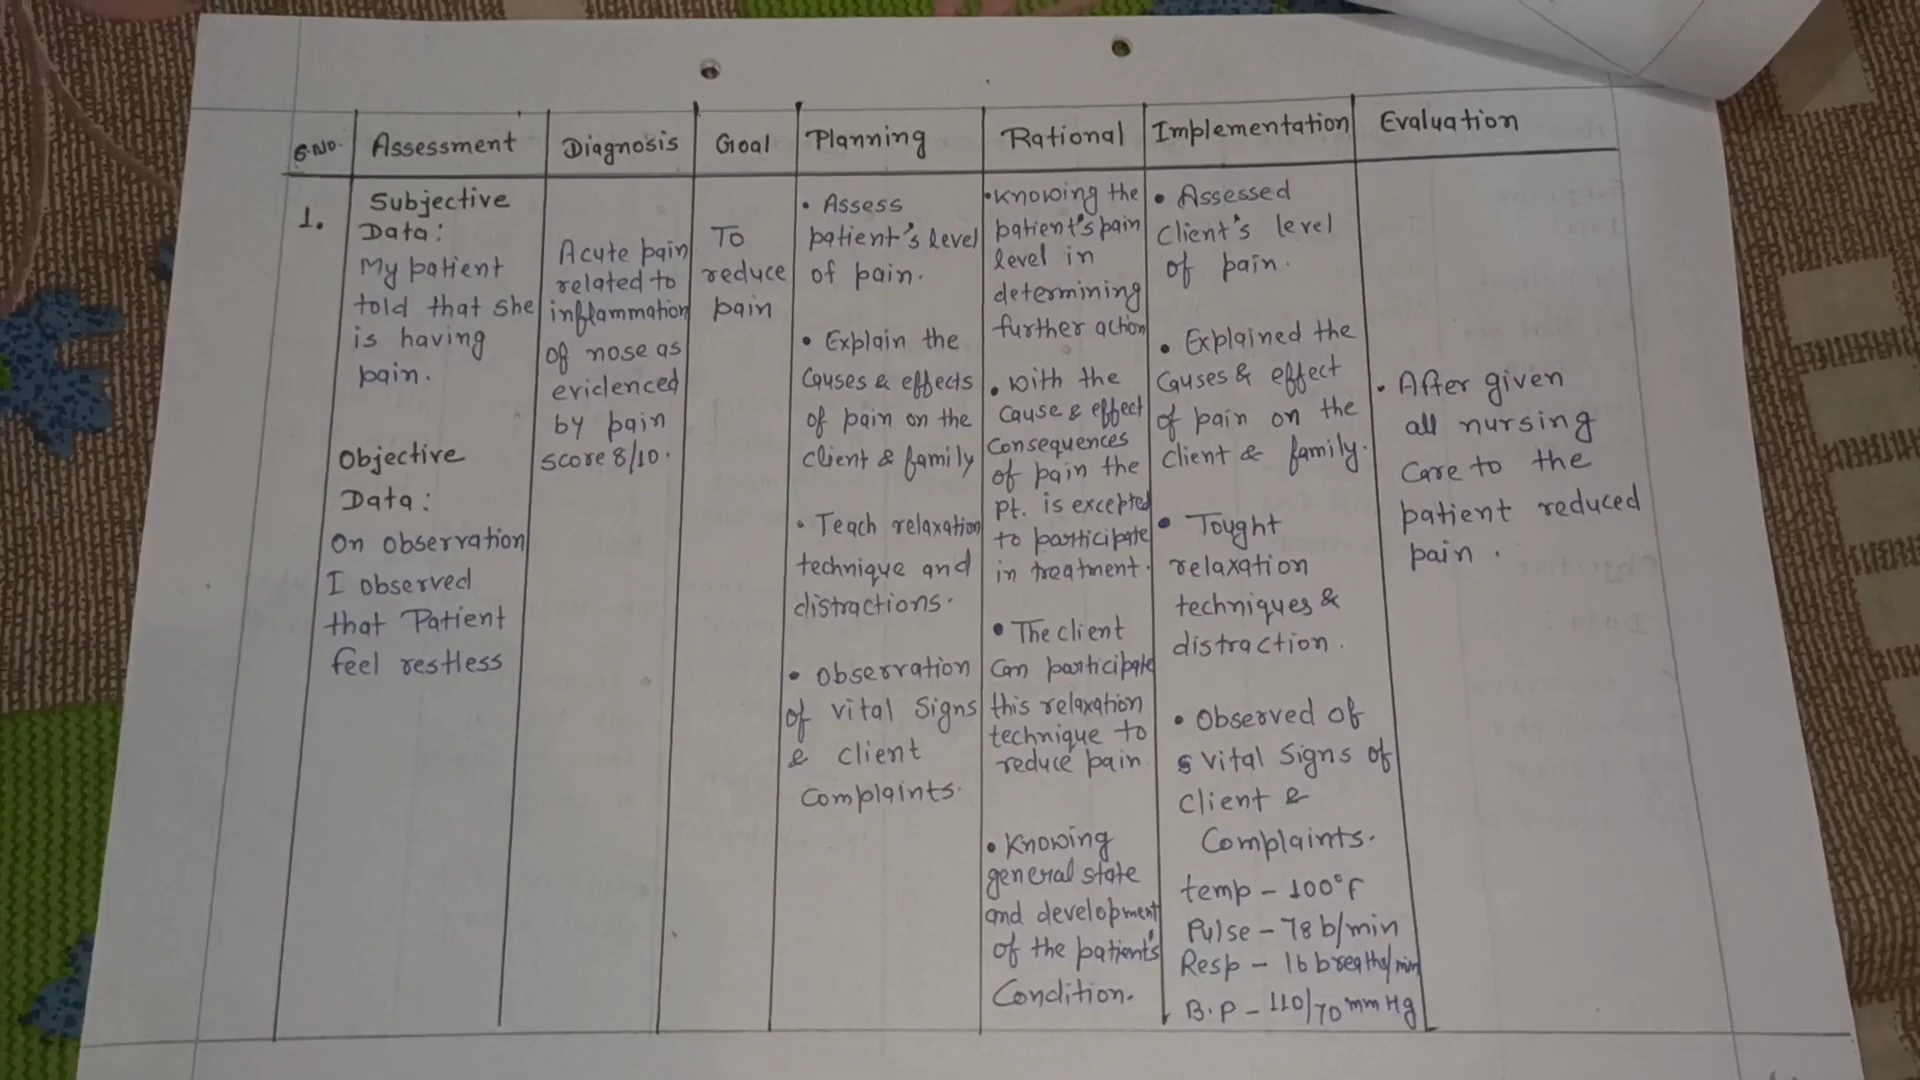 S.No.
Assessment
Diagnosis
Goal
Planning
Rational
Implementation
Evaluation
1.
Subjective
Data:
My patient
told that she
is having
pain.
Objective
Data:
On observation
I observed
that Patient
feel restless
Acute pain
related to
inflammation
of nose as
evidenced
by pain
score 8/10.
To
reduce
pain
• Assess
patient's level
of pain.
• Explain the
Causes & effects
of pain on the
client & family
• Teach relaxation
technique and
distractions.
• Observation
of vital Signs
& client
Complaints.
• Knowing the
patient's pain
level in
determining
further action
• With the
Cause & effect
Consequences
of pain the
Pt. is excepted
to participate
in treatment.
• The client
Can participate
this relaxation
technique to
reduce pain
• Knowing
general state
and development
of the patient's
Condition.
• Assessed
Client's level
of pain.
• Explained the
Causes & effect
of pain on the
Client & family.
• Tought
relaxation
techniques &
distraction.
• Observed of
s vital Signs of
Client &
Complaints.
temp - 100°F
Pulse - 78 b/min
Resp - 16 breaths/min
B.P - 110/70 mm Hg
• After given
all nursing
Care to the
patient reduced
pain.